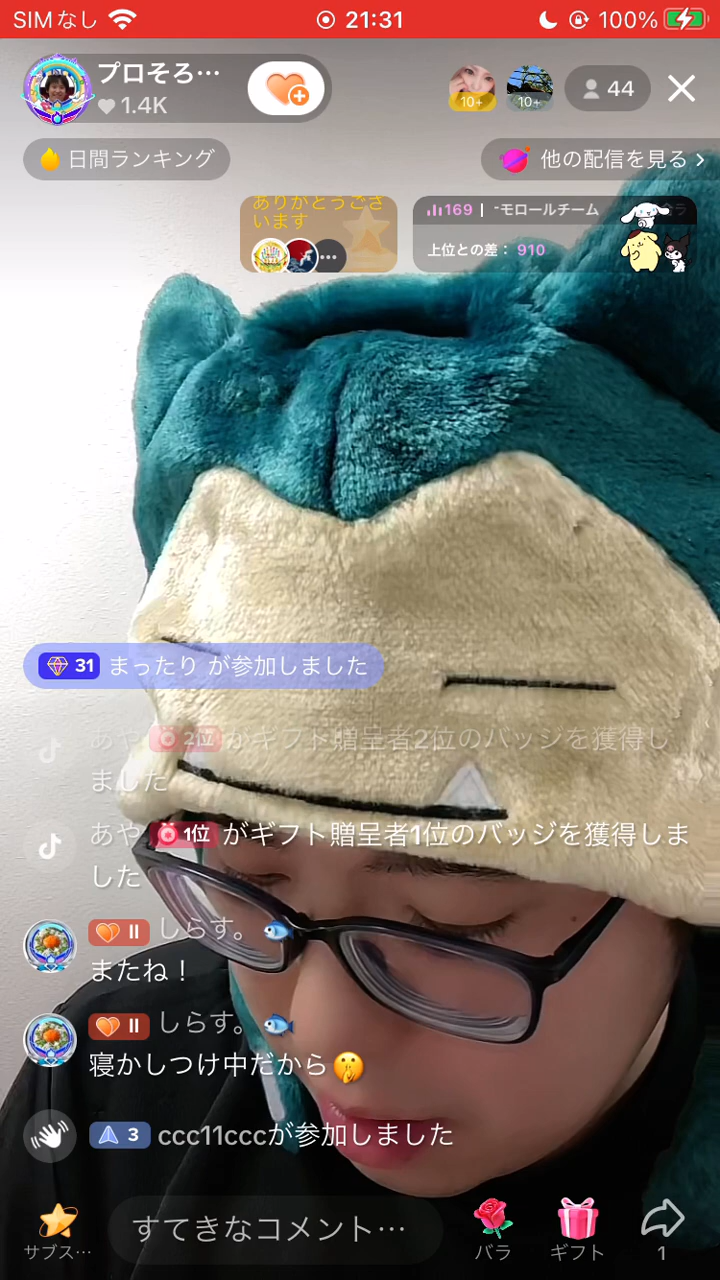 SIMなし 21:31 100%
プロそろ… 10+ 10+ 44
1.4K
日間ランキング 他の配信を見る
ありがとうござ
います
169 | -モロールチーム
上位との差： 910
31 まったり が参加しました
あや 2位 がギフト贈呈者2位のバッジを獲得し
ました
あや 1位 がギフト贈呈者1位のバッジを獲得しま
した
II しらす。🐟
またね！
II しらす。🐟
寝かしつけ中だから🤫
3 ccc11cccが参加しました
すてきなコメント…
サブス… バラ ギフト 1